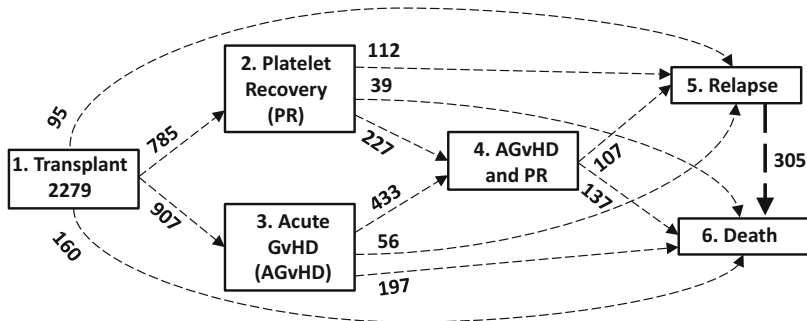 95
1. Transplant
2279
160
785
907
2. Platelet
Recovery
(PR)
3. Acute
GvHD
(AGvHD)
112
39
227
433
56
197
4. AGvHD
and PR
107
137
5. Relapse
305
6. Death